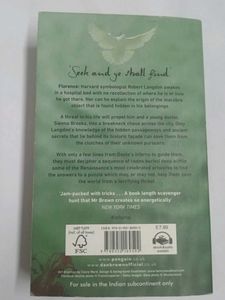 'Seek and ye shall find'
Florence: Harvard symbologist Robert Langdon awakes
in a hospital bed with no recollection of where he is or how
he got there. Nor can he explain the origin of the macabre
object that is found hidden in his belongings.
A threat to his life will propel him and a young doctor,
Sienna Brooks, into a breakneck chase across the city. Only
Langdon's knowledge of the hidden passageways and ancient
secrets that lie behind its historic facade can save them from
the clutches of their unknown pursuers.
With only a few lines from Dante's Inferno to guide them,
they must decipher a sequence of codes buried deep within
some of the Renaissance's most celebrated artworks to find
the answers to a puzzle which may, or may not, help them save
the world from a terrifying threat
'Jam-packed with tricks . . . A book length scavenger
hunt that Mr Brown creates so energetically'
NEW YORK TIMES
FSC
£7.99
www.penguin.
www.danbrownofficial.co.uk
For sale in the Indian subcontinent only